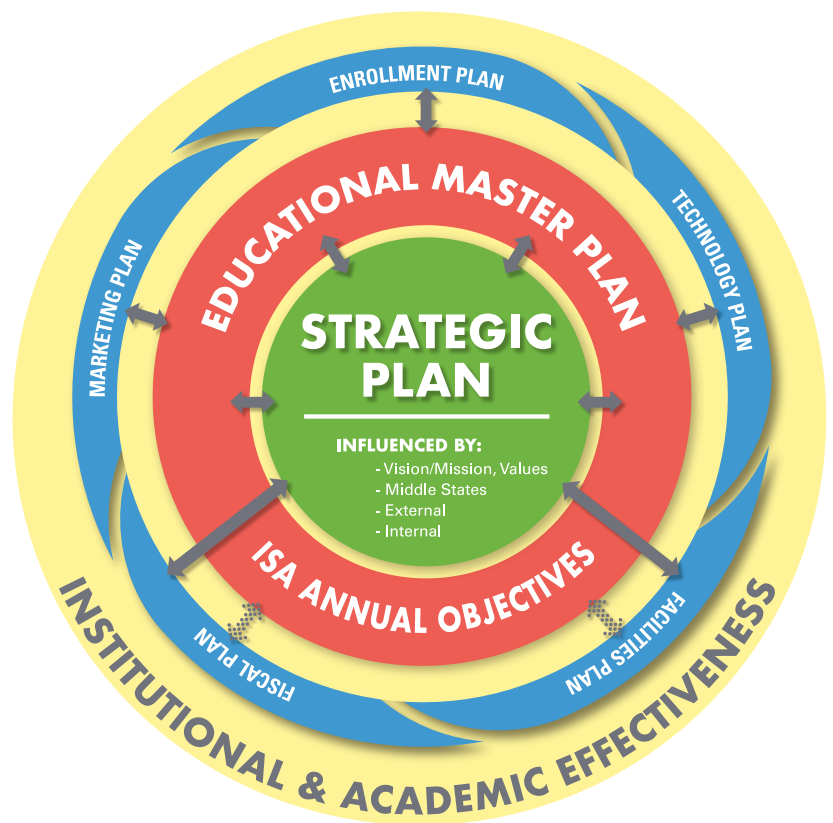 ENROLLMENT PLAN
TECHNOLOGY PLAN
MARKETING PLAN
EDUCATIONAL MASTER PLAN
STRATEGIC
PLAN
INFLUENCED BY:
- Vision/Mission, Values
- Middle States
- External
- Internal
ISA ANNUAL OBJECTIVES
FISCAL PLAN
FACILITIES PLAN
INSTITUTIONAL & ACADEMIC EFFECTIVENESS